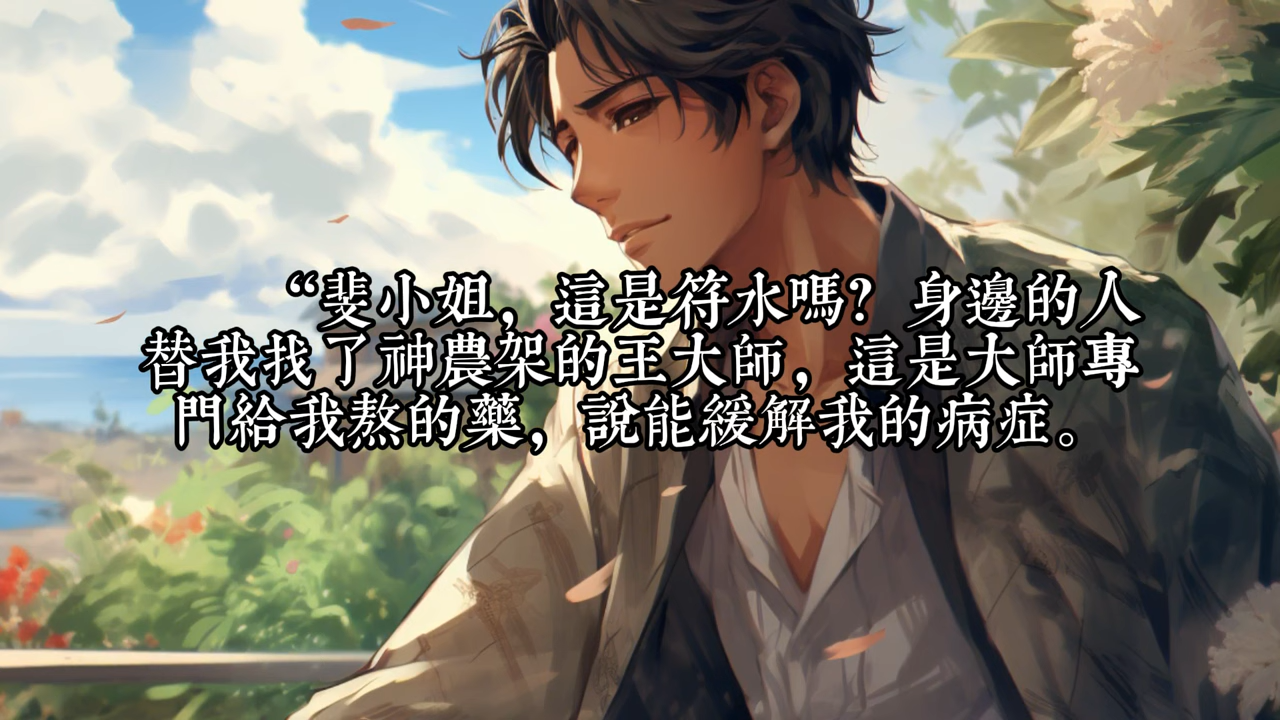 “斐小姐，這是符水嗎？身邊的人
替我找了神農架的王大師，這是大師專
門給我熬的藥，說能緩解我的病症。